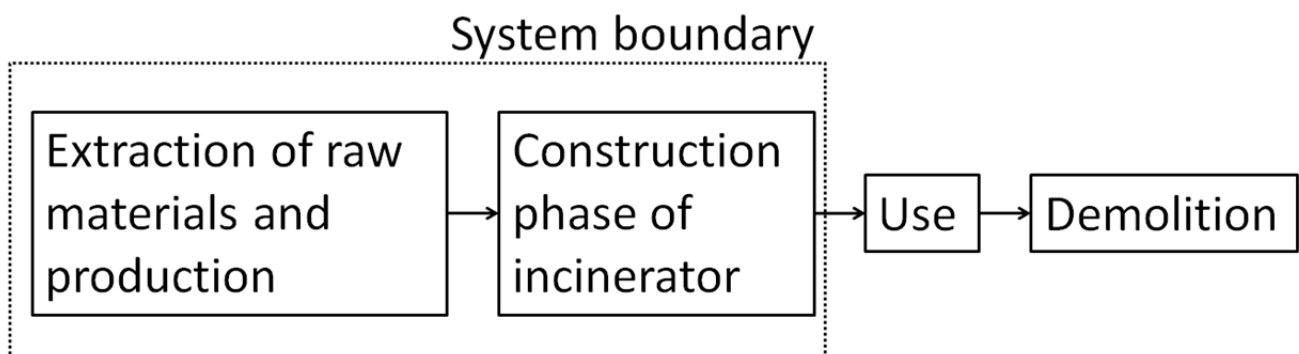 System boundary
Extraction of raw
materials and
production
Construction
phase of
incinerator
Use
Demolition